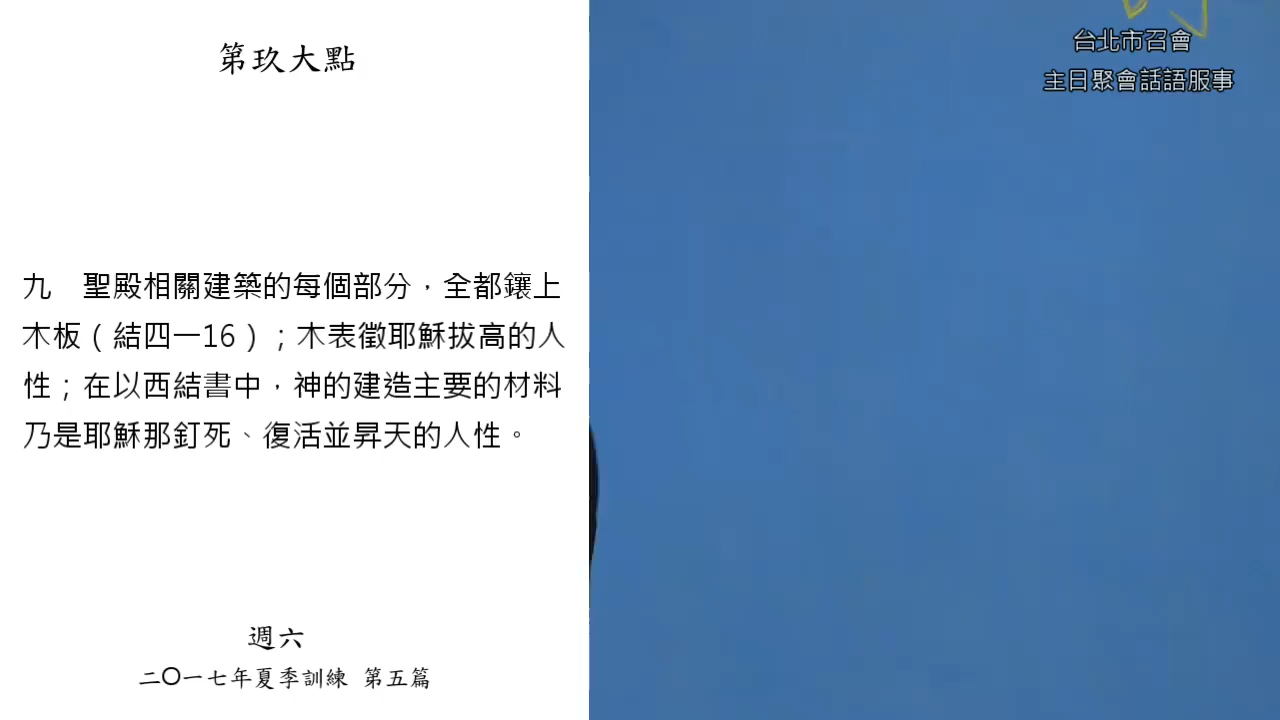 第玖大點
九　聖殿相關建築的每個部分，全都鑲上
木板（結四一16）；木表徵耶穌拔高的人
性；在以西結書中，神的建造主要的材料
乃是耶穌那釘死、復活並昇天的人性。
週六
二〇一七年夏季訓練 第五篇
台北市召會
主日聚會話語服事